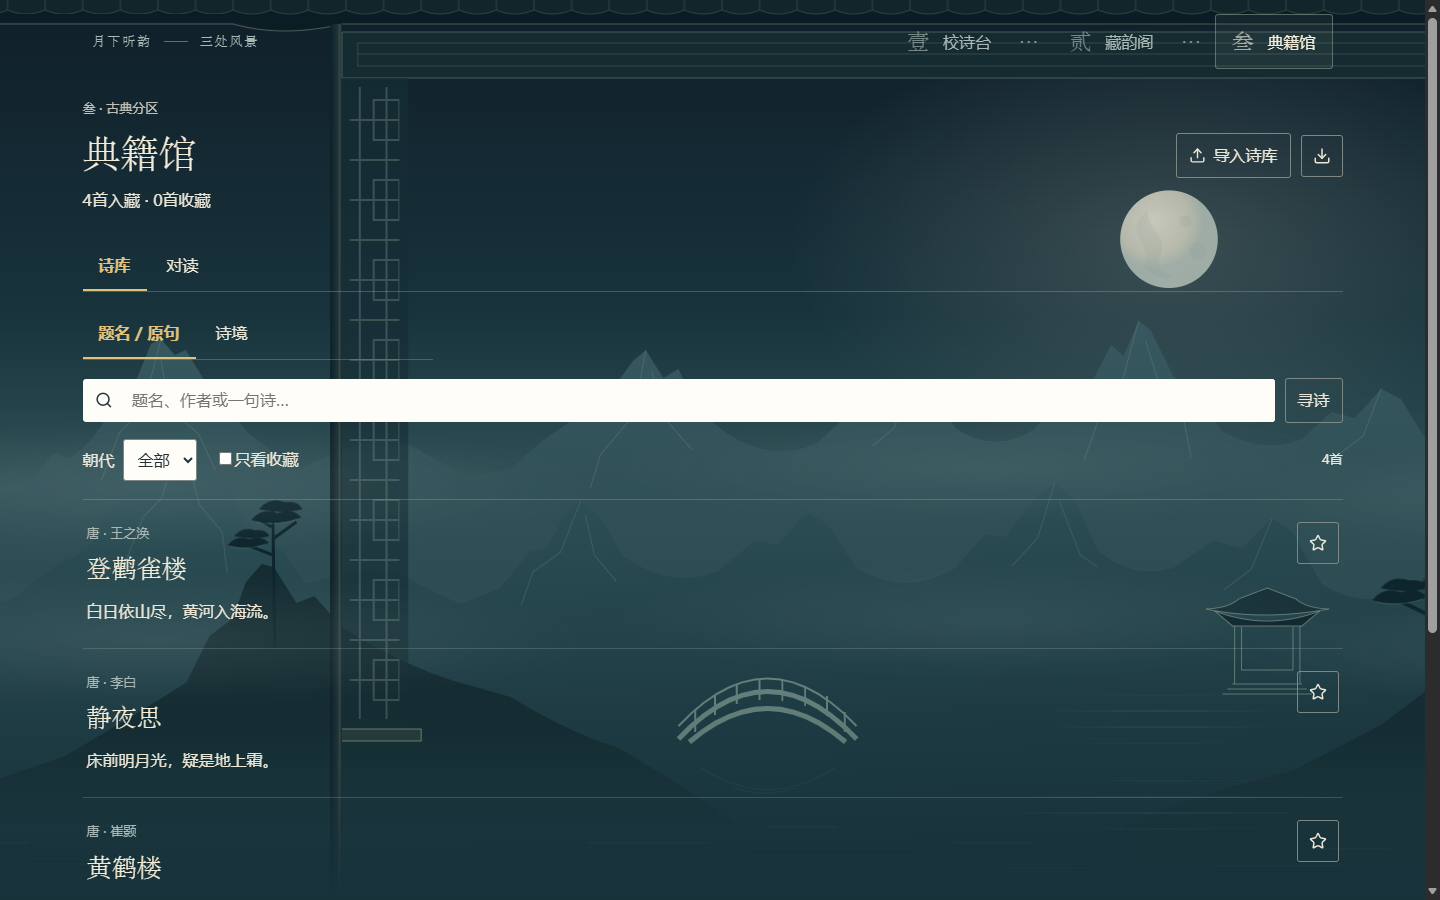 月下听韵 —— 三处风景
壹 校诗台 ··· 贰 藏韵阁 ··· 叁 典籍馆
叁 · 古典分区
典籍馆
4首入藏 · 0首收藏
导入诗库
诗库 对读
题名 / 原句 诗境
题名、作者或一句诗...
寻诗
朝代 全部 只看收藏 4首
唐 · 王之涣
登鹳雀楼
白日依山尽，黄河入海流。
唐 · 李白
静夜思
床前明月光，疑是地上霜。
唐 · 崔颢
黄鹤楼